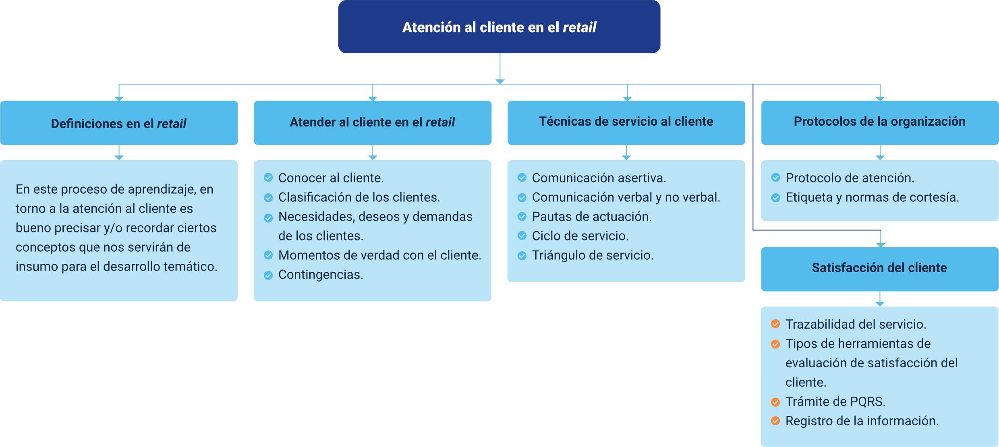 Atención al cliente en el retail
Definiciones en el retail
En este proceso de aprendizaje, en
torno a la atención al cliente es
bueno precisar y/o recordar ciertos
conceptos que nos servirán de
insumo para el desarrollo temático.
Atender al cliente en el retail
Conocer al cliente.
Clasificación de los clientes.
Necesidades, deseos y demandas
de los clientes.
Momentos de verdad con el cliente.
Contingencias.
Técnicas de servicio al cliente
Comunicación asertiva.
Comunicación verbal y no verbal.
Pautas de actuación.
Ciclo de servicio.
Triángulo de servicio.
Protocolos de la organización
Protocolo de atención.
Etiqueta y normas de cortesía.
Satisfacción del cliente
Trazabilidad del servicio.
Tipos de herramientas de
evaluación de satisfacción del
cliente.
Trámite de PQRS.
Registro de la información.